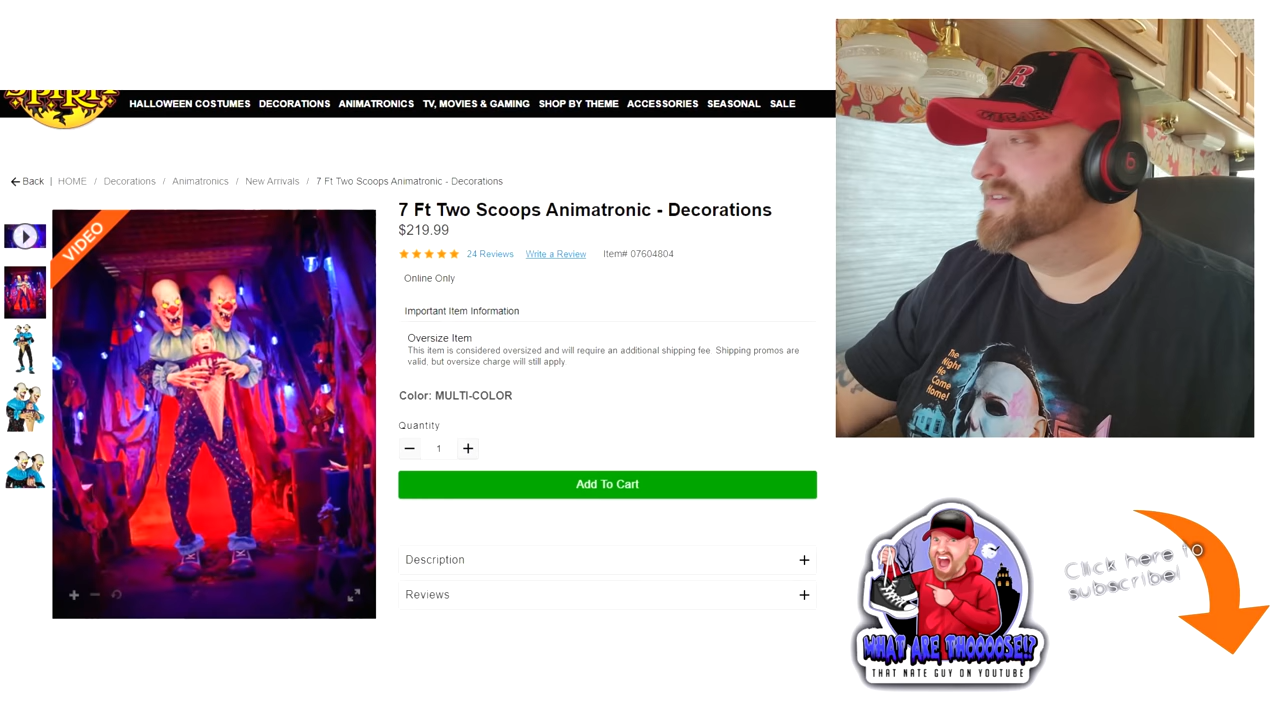 SPIRIT
HALLOWEEN COSTUMES DECORATIONS ANIMATRONICS TV, MOVIES & GAMING SHOP BY THEME ACCESSORIES SEASONAL SALE
Back | HOME / Decorations / Animatronics / New Arrivals / 7 Ft Two Scoops Animatronic - Decorations
VIDEO
7 Ft Two Scoops Animatronic - Decorations
$219.99
24 Reviews Write a Review Item# 07604804
Online Only
Important Item Information
Oversize Item
This item is considered oversized and will require an additional shipping fee. Shipping promos are
valid, but oversize charge will still apply.
Color: MULTI-COLOR
Quantity
1
Add To Cart
Description
Reviews
R
The
Night
He
Come
Home!
Click here to
subscribe!
WHAT ARE THOOOOSE!?
THAT NATE GUY ON YOUTUBE